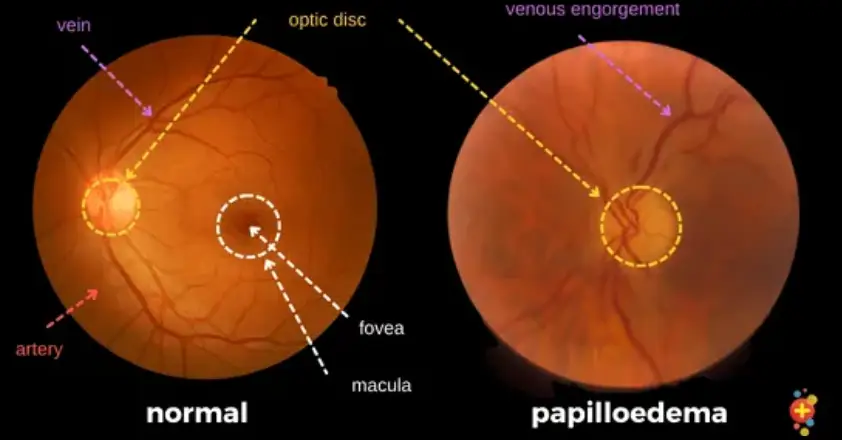 vein
optic disc
venous engorgement
artery
fovea
macula
normal
papilloedema